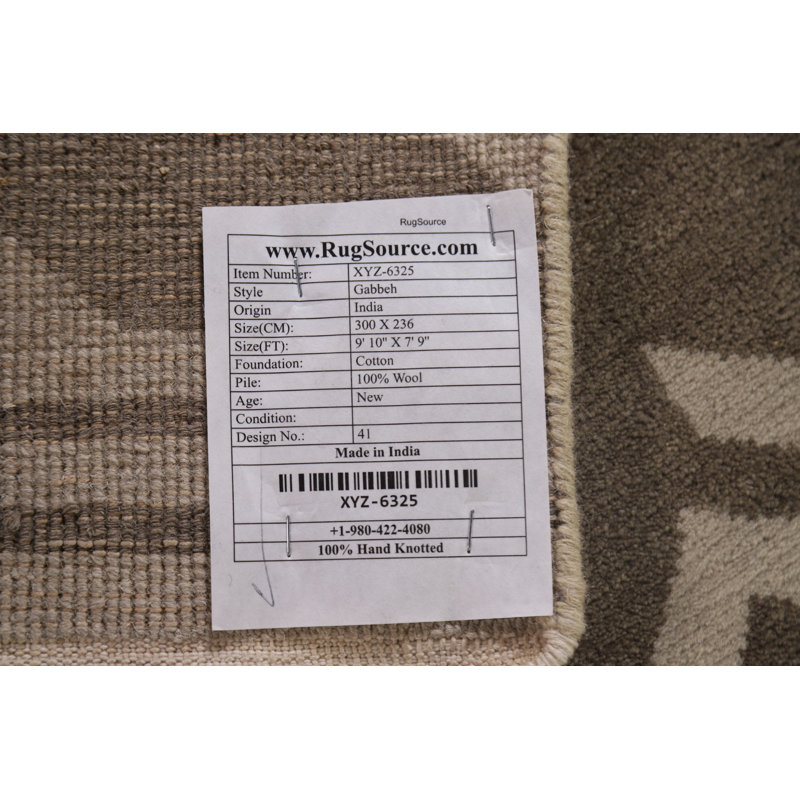 RugSource
www.RugSource.com
Item Number: XYZ-6325
Style Gabbeh
Origin India
Size(CM): 300 X 236
Size(FT): 9' 10" X 7' 9"
Foundation: Cotton
Pile: 100% Wool
Age: New
Condition:
Design No.: 41
Made in India
XYZ-6325
+1-980-422-4080
100% Hand Knotted